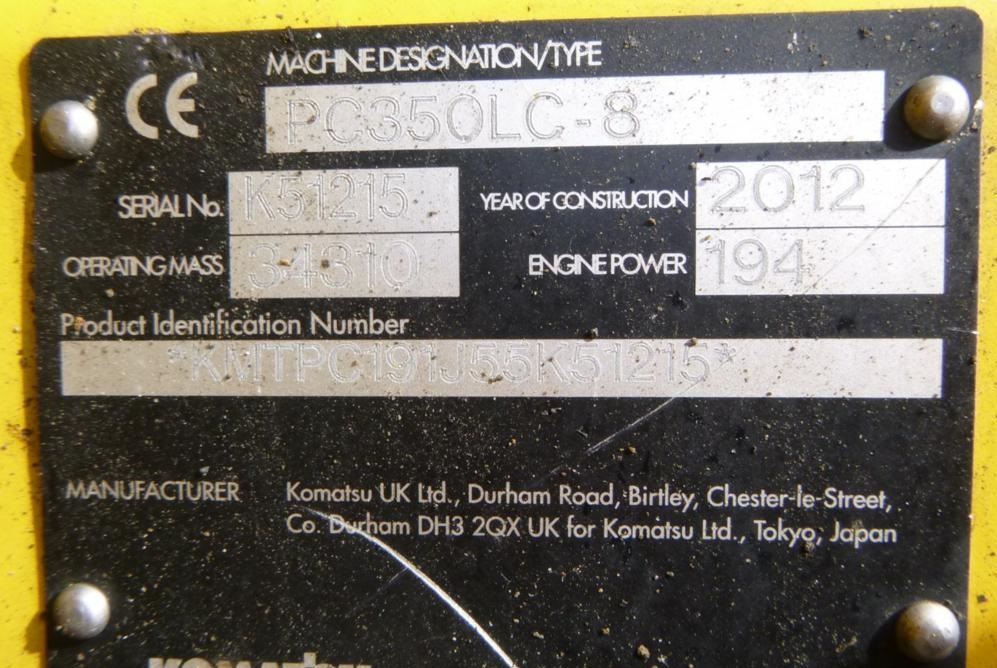 CE
MACHINE DESIGNATION/TYPE
PC350LC-8
SERIAL No. K51215 YEAR OF CONSTRUCTION 2012
OPERATING MASS 34310 ENGINE POWER 194
Product Identification Number
*KMTPC191J55K51215*
MANUFACTURER Komatsu UK Ltd., Durham Road, Birtley, Chester-le-Street,
Co. Durham DH3 2QX UK for Komatsu Ltd., Tokyo, Japan
KOMATSU